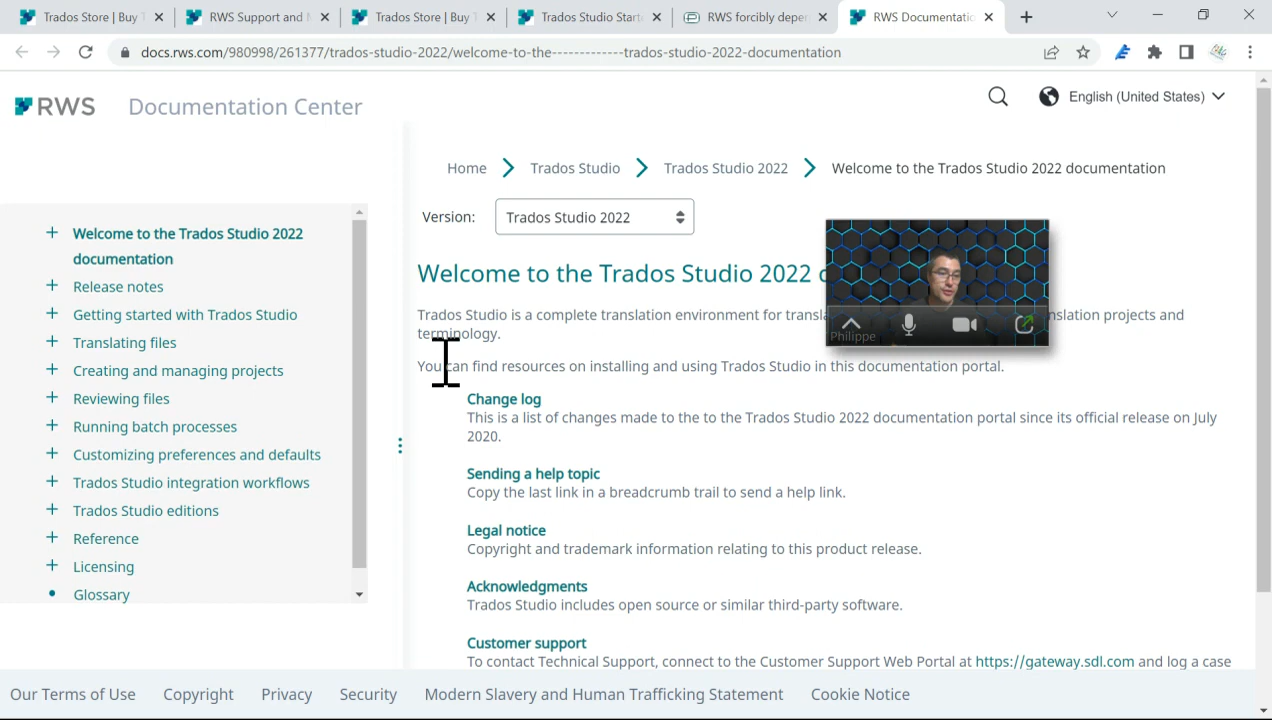 Trados Store | Buy T
RWS Support and M
Trados Store | Buy T
Trados Studio Start
RWS forcibly deper
RWS Documentatio
docs.rws.com/980998/261377/trados-studio-2022/welcome-to-the------------trados-studio-2022-documentation
RWS
Documentation Center
English (United States)
Home
Trados Studio
Trados Studio 2022
Welcome to the Trados Studio 2022 documentation
Version:
Trados Studio 2022
Welcome to the Trados Studio 2022
documentation
Release notes
Getting started with Trados Studio
Translating files
Creating and managing projects
Reviewing files
Running batch processes
Customizing preferences and defaults
Trados Studio integration workflows
Trados Studio editions
Reference
Licensing
Glossary
Welcome to the Trados Studio 2022
Trados Studio is a complete translation environment for nslation projects and
terminology.
You can find resources on installing and using Trados Studio in this documentation portal.
Philippe
Change log
This is a list of changes made to the to the Trados Studio 2022 documentation portal since its official release on July
2020.
Sending a help topic
Copy the last link in a breadcrumb trail to send a help link.
Legal notice
Copyright and trademark information relating to this product release.
Acknowledgments
Trados Studio includes open source or similar third-party software.
Customer support
To contact Technical Support, connect to the Customer Support Web Portal at https://gateway.sdl.com and log a case
Our Terms of Use
Copyright
Privacy
Security
Modern Slavery and Human Trafficking Statement
Cookie Notice